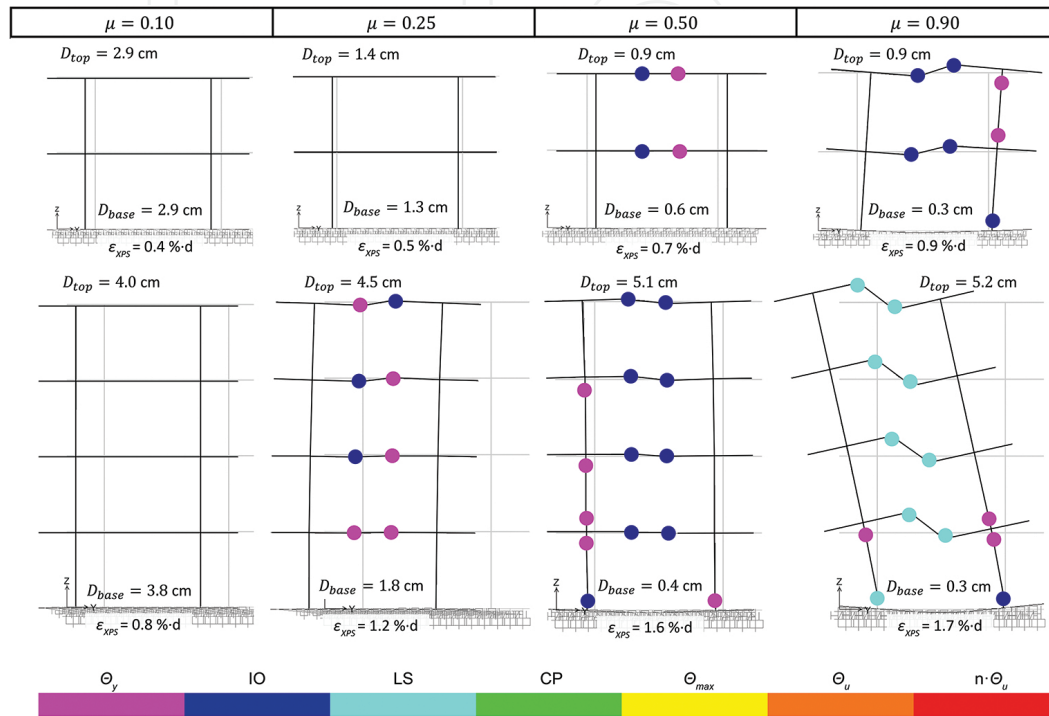 μ = 0.10 μ = 0.25 μ = 0.50 μ = 0.90
D_top = 2.9 cm D_top = 1.4 cm D_top = 0.9 cm D_top = 0.9 cm
D_base = 2.9 cm D_base = 1.3 cm D_base = 0.6 cm D_base = 0.3 cm
Z Y Z Y Z Y Z Y
ε_XPS = 0.4 %·d ε_XPS = 0.5 %·d ε_XPS = 0.7 %·d ε_XPS = 0.9 %·d
D_top = 4.0 cm D_top = 4.5 cm D_top = 5.1 cm D_top = 5.2 cm
D_base = 3.8 cm D_base = 1.8 cm D_base = 0.4 cm D_base = 0.3 cm
Z Y Z Y Z Y Z Y
ε_XPS = 0.8 %·d ε_XPS = 1.2 %·d ε_XPS = 1.6 %·d ε_XPS = 1.7 %·d
Θ_y IO LS CP Θ_max Θ_u n·Θ_u